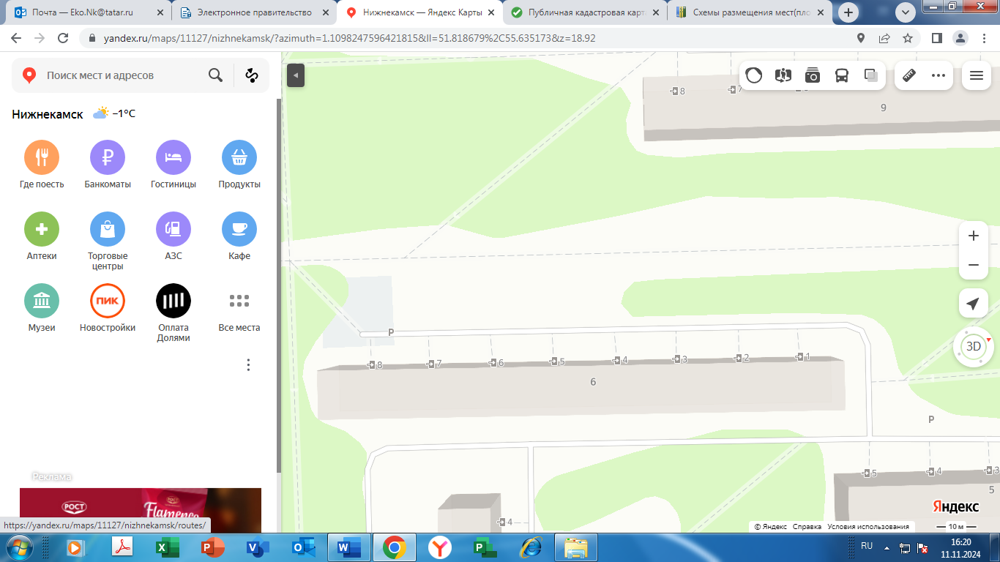 Почта — Eko.Nk@tatar.ru
Электронное правительство
Нижнекамск — Яндекс Карты
Публичная кадастровая карт
Схемы размещения мест(пло
yandex.ru/maps/11127/nizhnekamsk/?azimuth=1.1098247596421815&ll=51.818679%2C55.635173&z=18.92
Поиск мест и адресов
Нижнекамск
–1°C
Где поесть
Банкоматы
Гостиницы
Продукты
Аптеки
Торговые
центры
АЗС
Кафе
Музеи
ПИК
Новостройки
Оплата
Долями
Все места
Реклама
РОСТ
РОСТ
Flamenco
https://yandex.ru/maps/11127/nizhnekamsk/routes/
8
7
9
P
8
7
6
5
4
3
2
1
6
P
5
4
3
5
4
3D
Яндекс
© Яндекс Справка Условия использования
10 м
RU
16:20
11.11.2024